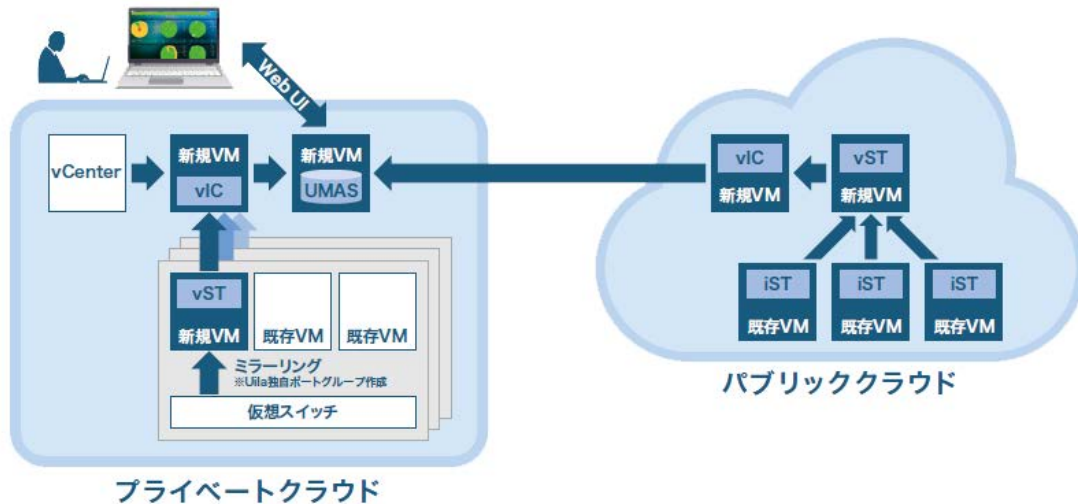 Web UI
vCenter
新規VM
vIC
新規VM
UMAS
vIC
新規VM
vST
新規VM
vST
新規VM
既存VM
既存VM
iST
既存VM
iST
既存VM
iST
既存VM
ミラーリング
※Uila独自ポートグループ作成
仮想スイッチ
パブリッククラウド
プライベートクラウド